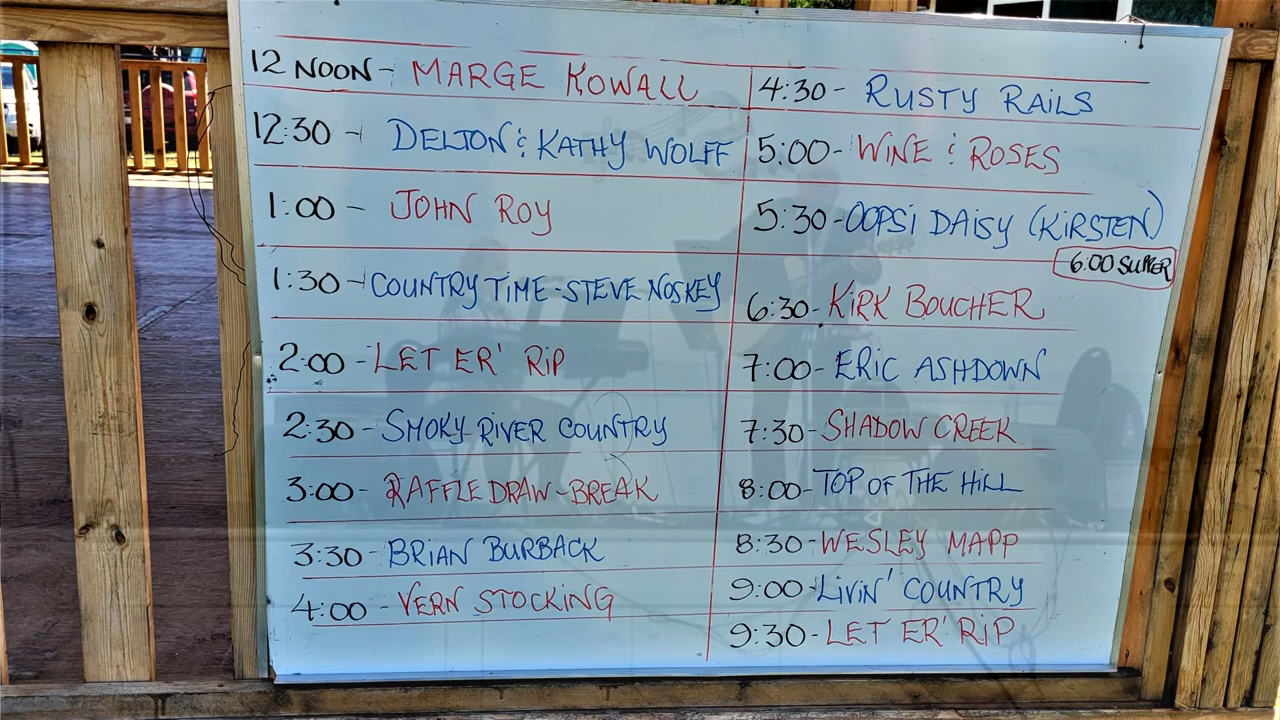 12 NOON - MARGE KOWALL
12:30 - DELTON & KATHY WOLFF
1:00 - JOHN ROY
1:30 - COUNTRY TIME - STEVE NOSKEY
2:00 - LET ER' RIP
2:30 - SMOKY RIVER COUNTRY
3:00 - RAFFLE DRAW - BREAK
3:30 - BRIAN BURBACK
4:00 - VERN STOCKING
4:30 - RUSTY RAILS
5:00 - WINE & ROSES
5:30 - OOPSI DAISY (KIRSTEN)
6:00 SUPPER
6:30 - KIRK BOUCHER
7:00 - ERIC ASHDOWN
7:30 - SHADOW CREEK
8:00 - TOP OF THE HILL
8:30 - WESLEY MAPP
9:00 - LIVIN' COUNTRY
9:30 - LET ER' RIP